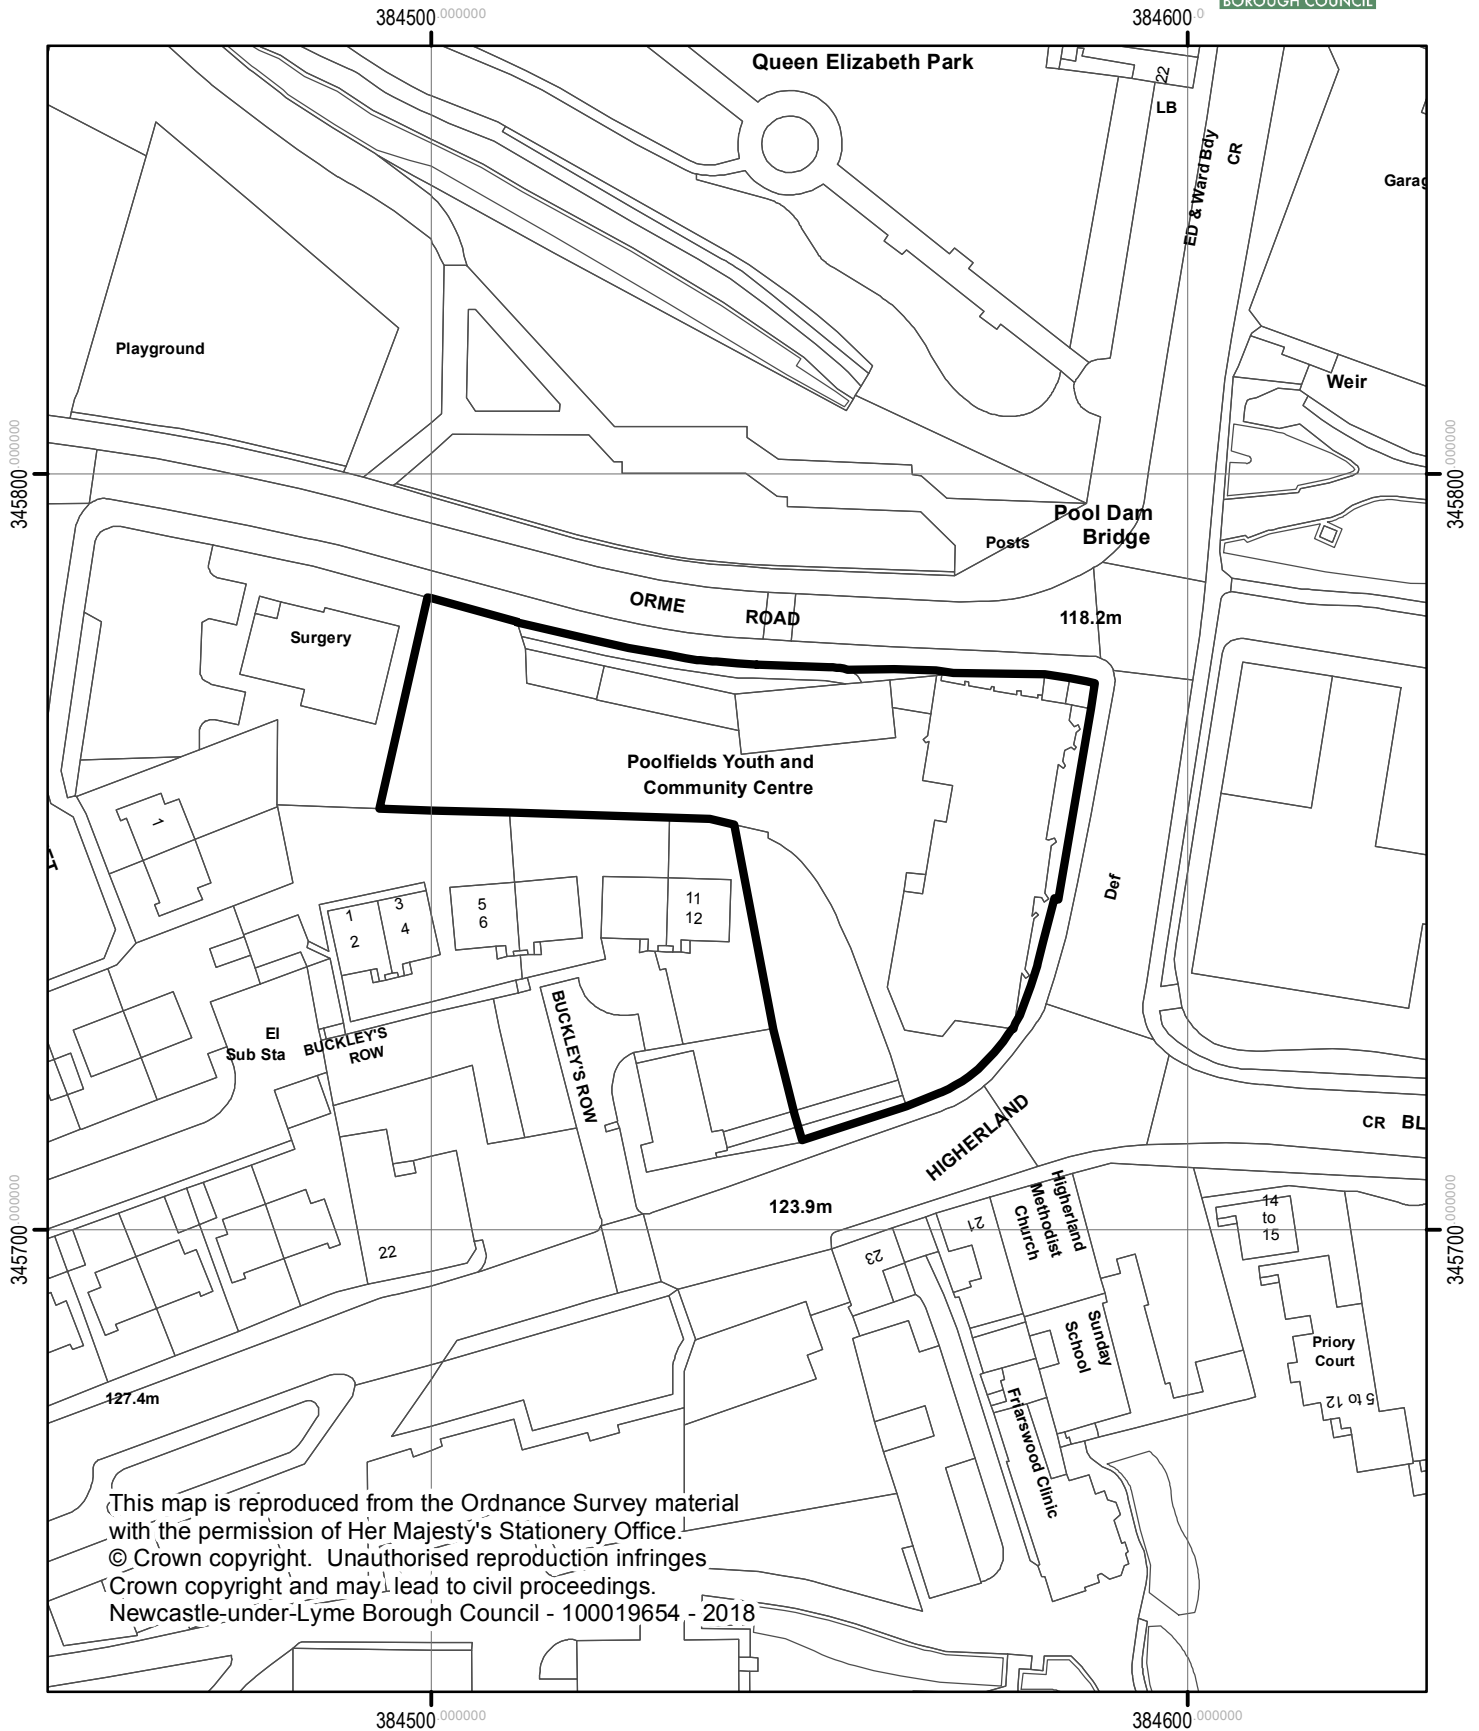 BOROUGH COUNCIL
384500.000000
384600.0
Queen Elizabeth Park
22
LB
ED & Ward Bdy
CR
Garag
Playground
Weir
345800.000000
345800.000000
Pool Dam
Bridge
Posts
ORME ROAD
118.2m
Surgery
Poolfields Youth and
Community Centre
1
Def
1
2
3
4
5
6
11
12
El
Sub Sta
BUCKLEY'S
ROW
BUCKLEY'S ROW
HIGHERLAND
CR
BL
345700.000000
345700.000000
123.9m
22
23
21
Higherland
Methodist
Church
14
to
15
Sunday
School
Priory
Court
5 to 12
127.4m
Friarswood Clinic
This map is reproduced from the Ordnance Survey material
with the permission of Her Majesty's Stationery Office.
© Crown copyright. Unauthorised reproduction infringes
Crown copyright and may lead to civil proceedings.
Newcastle-under-Lyme Borough Council - 100019654 - 2018
384500.000000
384600.000000